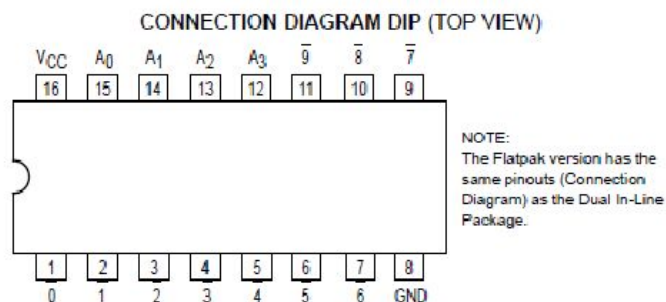 CONNECTION DIAGRAM DIP (TOP VIEW)
VCC A0 A1 A2 A3 9̅ 8̅ 7̅
16 15 14 13 12 11 10 9
NOTE:
The Flatpak version has the
same pinouts (Connection
Diagram) as the Dual In-Line
Package.
1 2 3 4 5 6 7 8
0̅ 1̅ 2̅ 3̅ 4̅ 5̅ 6̅ GND